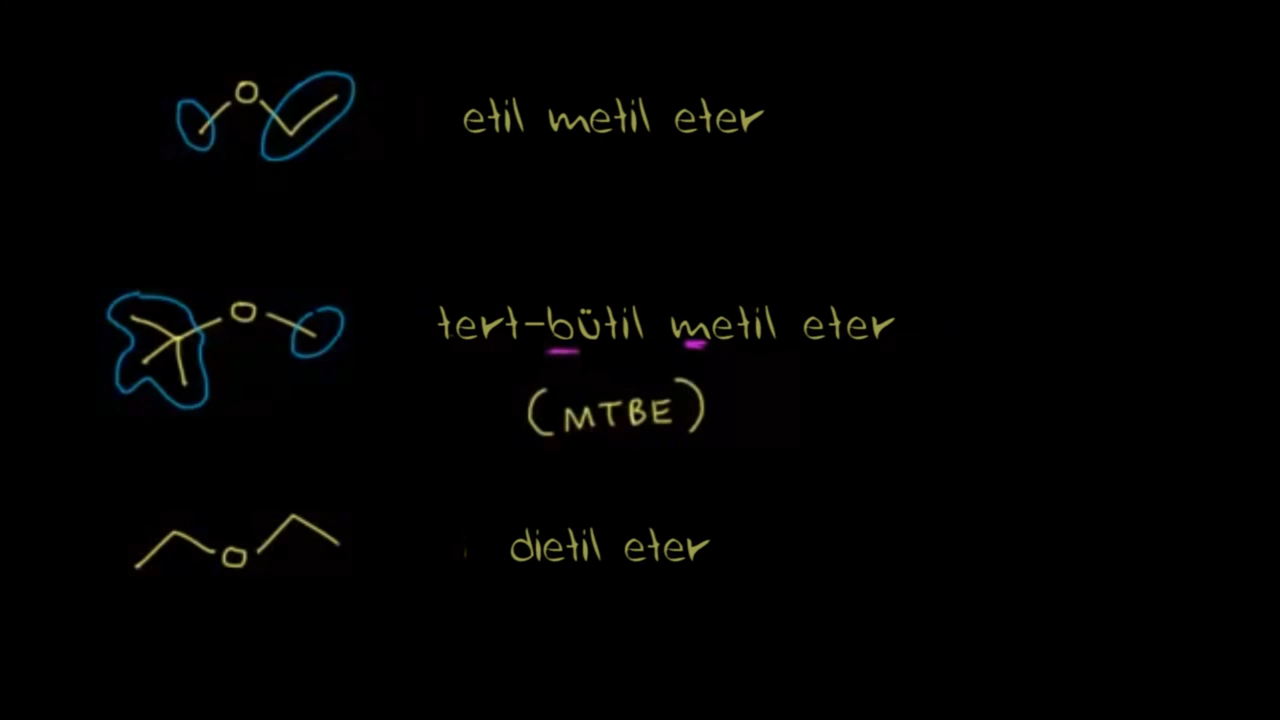 O etil metil eter
O tert-bütil metil eter
(MTBE)
O dietil eter